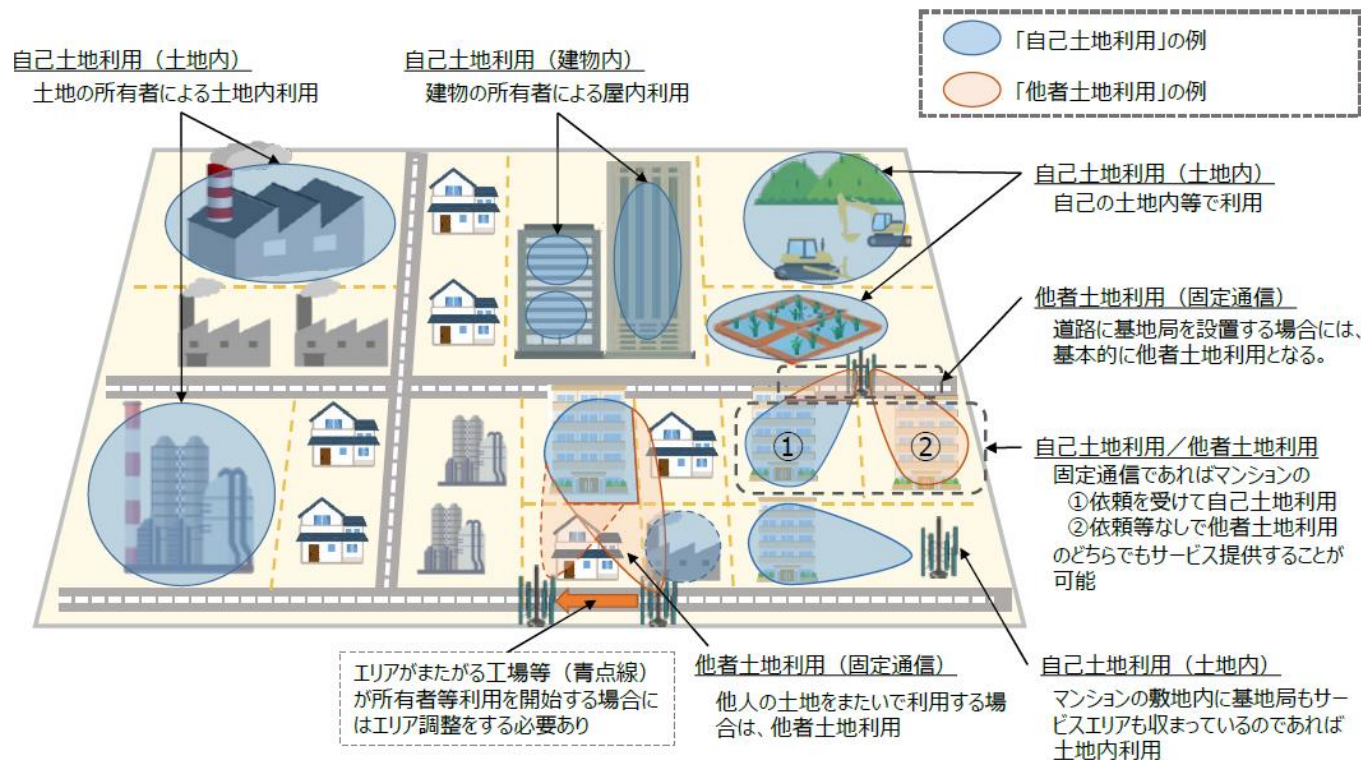 「自己土地利用」の例
「他者土地利用」の例
自己土地利用（土地内）
土地の所有者による土地内利用
自己土地利用（建物内）
建物の所有者による屋内利用
自己土地利用（土地内）
自己の土地内等で利用
他者土地利用（固定通信）
道路に基地局を設置する場合には、
基本的に他者土地利用となる。
①
②
自己土地利用／他者土地利用
固定通信であればマンションの
①依頼を受けて自己土地利用
②依頼等なしで他者土地利用
のどちらでもサービス提供することが
可能
エリアがまたがる工場等（青点線）
が所有者等利用を開始する場合に
はエリア調整をする必要あり
他者土地利用（固定通信）
他人の土地をまたいで利用する場
合は、他者土地利用
自己土地利用（土地内）
マンションの敷地内に基地局もサー
ビスエリアも収まっているのであれば
土地内利用